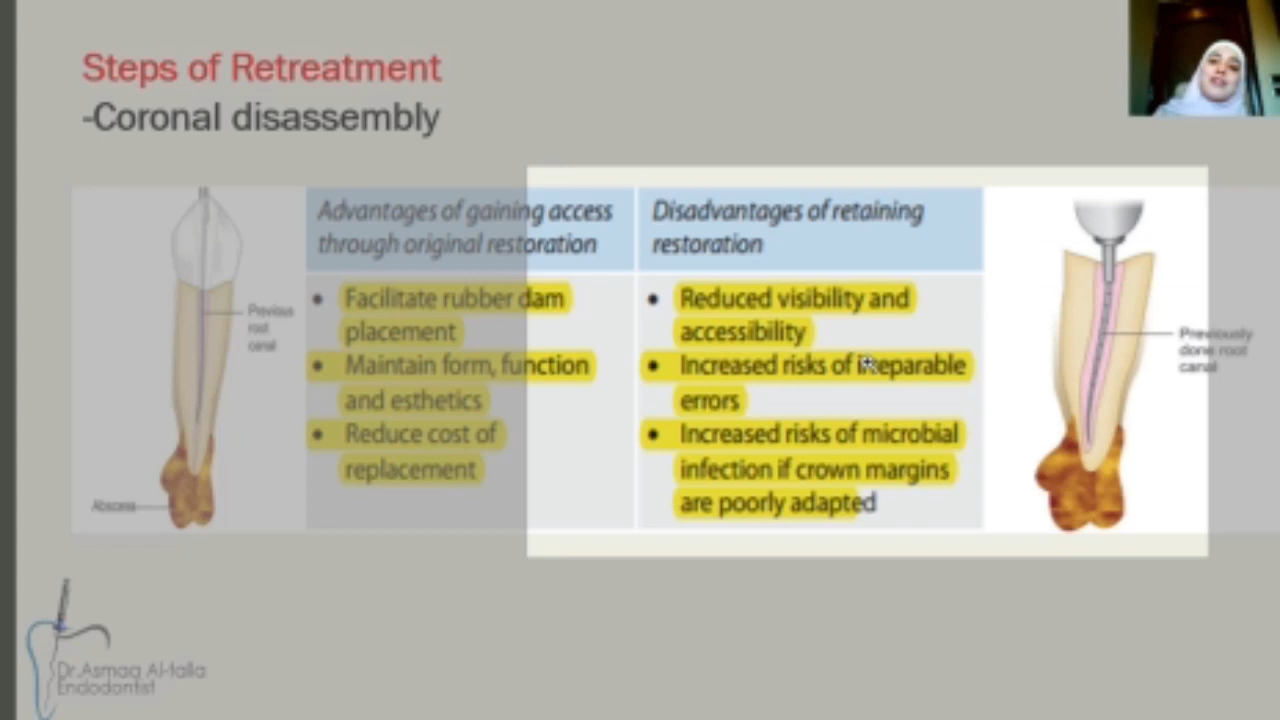 Steps of Retreatment
-Coronal disassembly
Advantages of gaining access
through original restoration
• Facilitate rubber dam
placement
• Maintain form, function
and esthetics
• Reduce cost of
replacement
Disadvantages of retaining
restoration
• Reduced visibility and
accessibility
• Increased risks of irreparable
errors
• Increased risks of microbial
infection if crown margins
are poorly adapted
Previous
root
canal
Abscess
Previously
done root
canal
Dr.Asmaa Al-falla
Endodontist